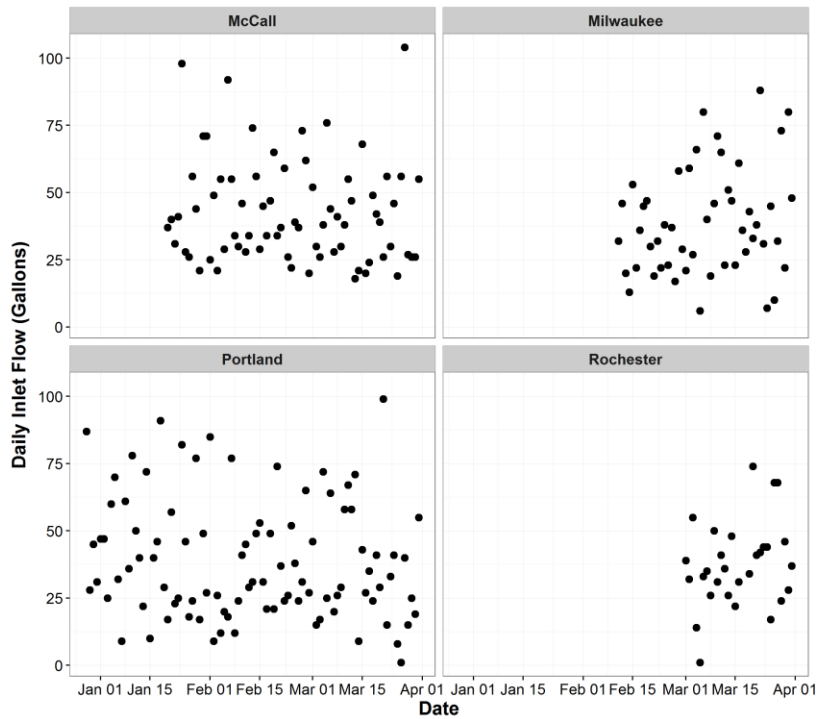 McCall Milwaukee
100
75
50
25
0
Portland Rochester
100
75
50
25
0
Jan 01 Jan 15 Feb 01 Feb 15 Mar 01 Mar 15 Apr 01 Jan 01 Jan 15 Feb 01 Feb 15 Mar 01 Mar 15 Apr 01
Date
Daily Inlet Flow (Gallons)